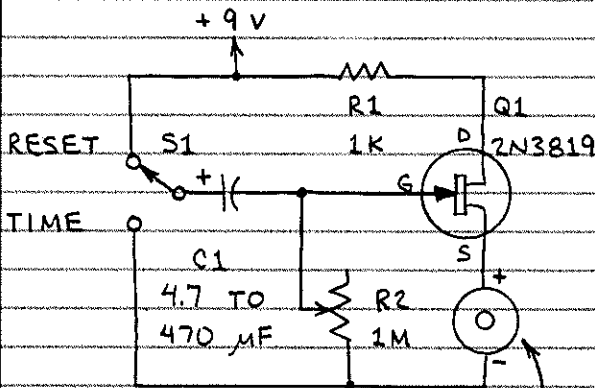 + 9 V
R1
1K
Q1
D
2N3819
RESET
S1
+
G
TIME
S
C1
4.7 TO
470 µF
R2
1M
+
-